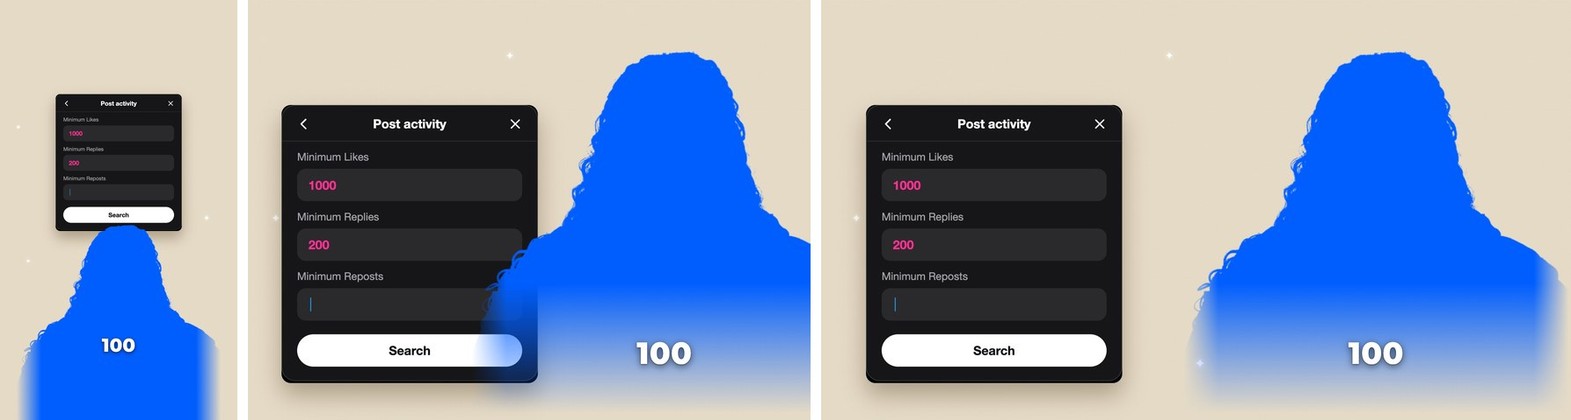 Post activity
Minimum Likes
1000
Minimum Replies
200
Minimum Reposts
Search
100
Post activity
Minimum Likes
1000
Minimum Replies
200
Minimum Reposts
Search
100
Post activity
Minimum Likes
1000
Minimum Replies
200
Minimum Reposts
Search
100